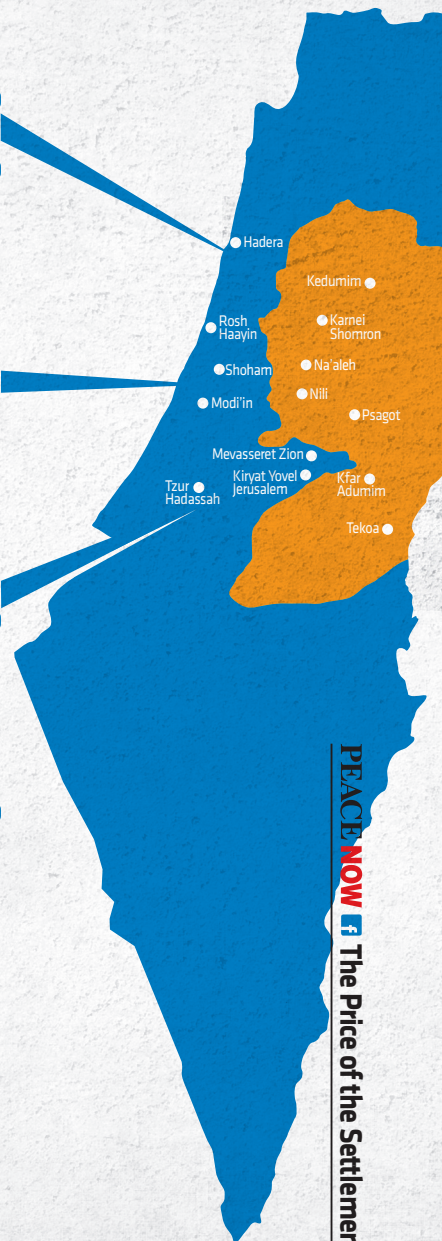 Hadera
Kedumim
Rosh
Haayin
Karnei
Shomron
Shoham
Na'aleh
Nili
Modi'in
Psagot
Mevasseret Zion
Kiryat Yovel
Jerusalem
Kfar
Adumim
Tzur
Hadassah
Tekoa
PEACE NOW f The Price of the Settlemen